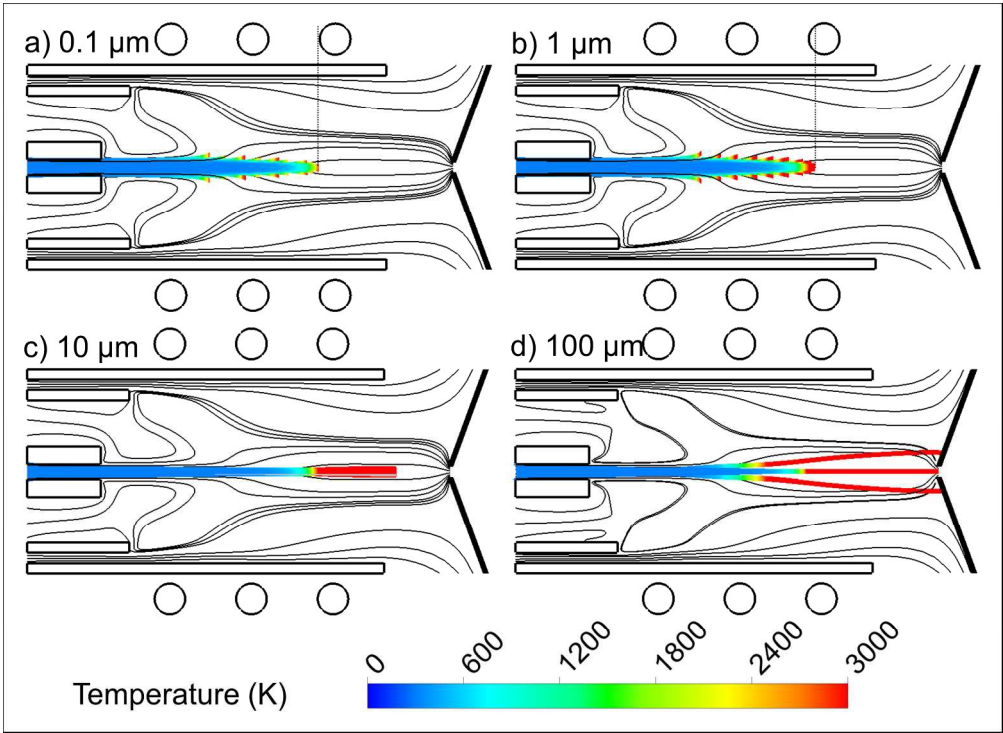 a) 0.1 µm
b) 1 µm
c) 10 µm
d) 100 µm
0 600 1200 1800 2400 3000
Temperature (K)